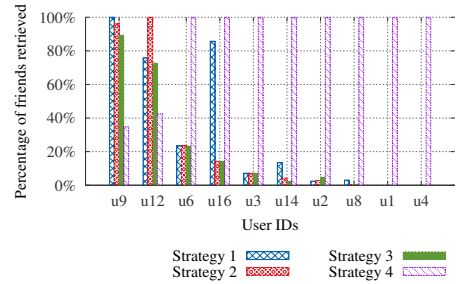 Percentage of friends retrieved
100%
80%
60%
40%
20%
0%
u9 u12 u6 u16 u3 u14 u2 u8 u1 u4
User IDs
Strategy 1 Strategy 3
Strategy 2 Strategy 4